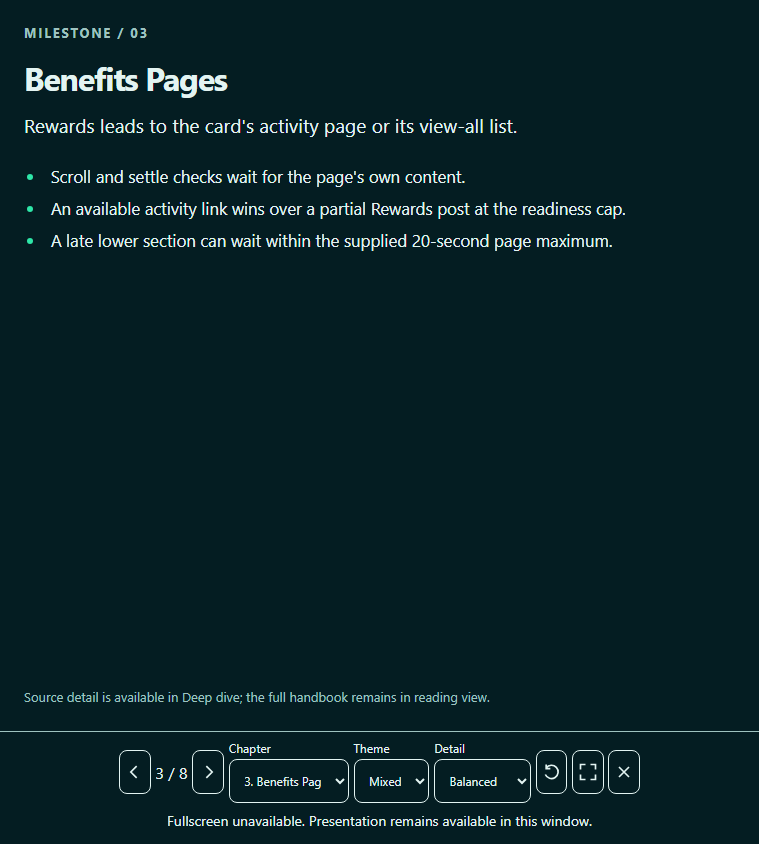 MILESTONE / 03
Benefits Pages
Rewards leads to the card's activity page or its view-all list.
Scroll and settle checks wait for the page's own content.
An available activity link wins over a partial Rewards post at the readiness cap.
A late lower section can wait within the supplied 20-second page maximum.
Source detail is available in Deep dive; the full handbook remains in reading view.
Chapter Theme Detail
3 / 8 3. Benefits Pag Mixed Balanced
Fullscreen unavailable. Presentation remains available in this window.